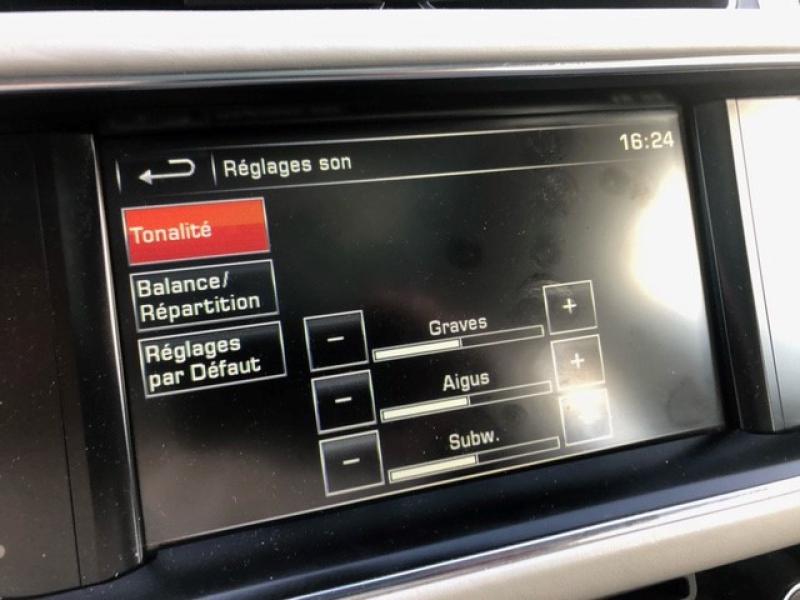 Réglages son
16:24
Tonalité
Balance/
Répartition
Réglages
par Défaut
- Graves +
- Aigus +
- Subw.